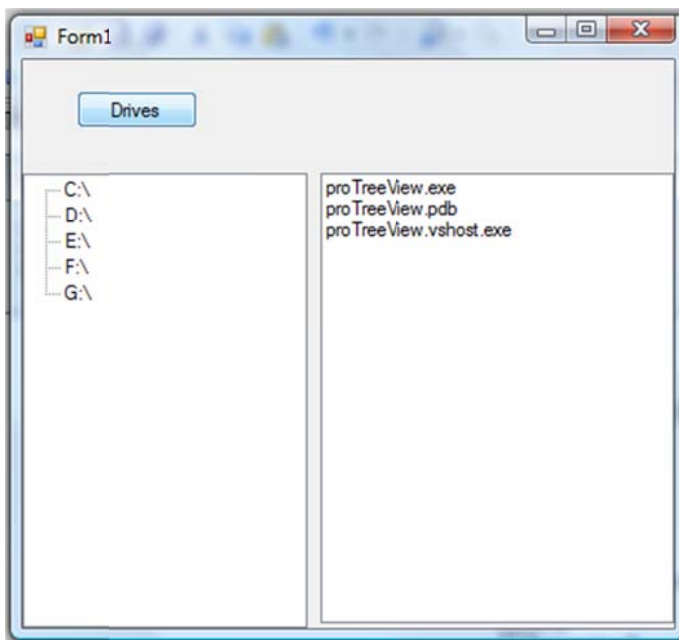 Form1
Drives
C:\
D:\
E:\
F:\
G:\
proTreeView.exe
proTreeView.pdb
proTreeView.vshost.exe